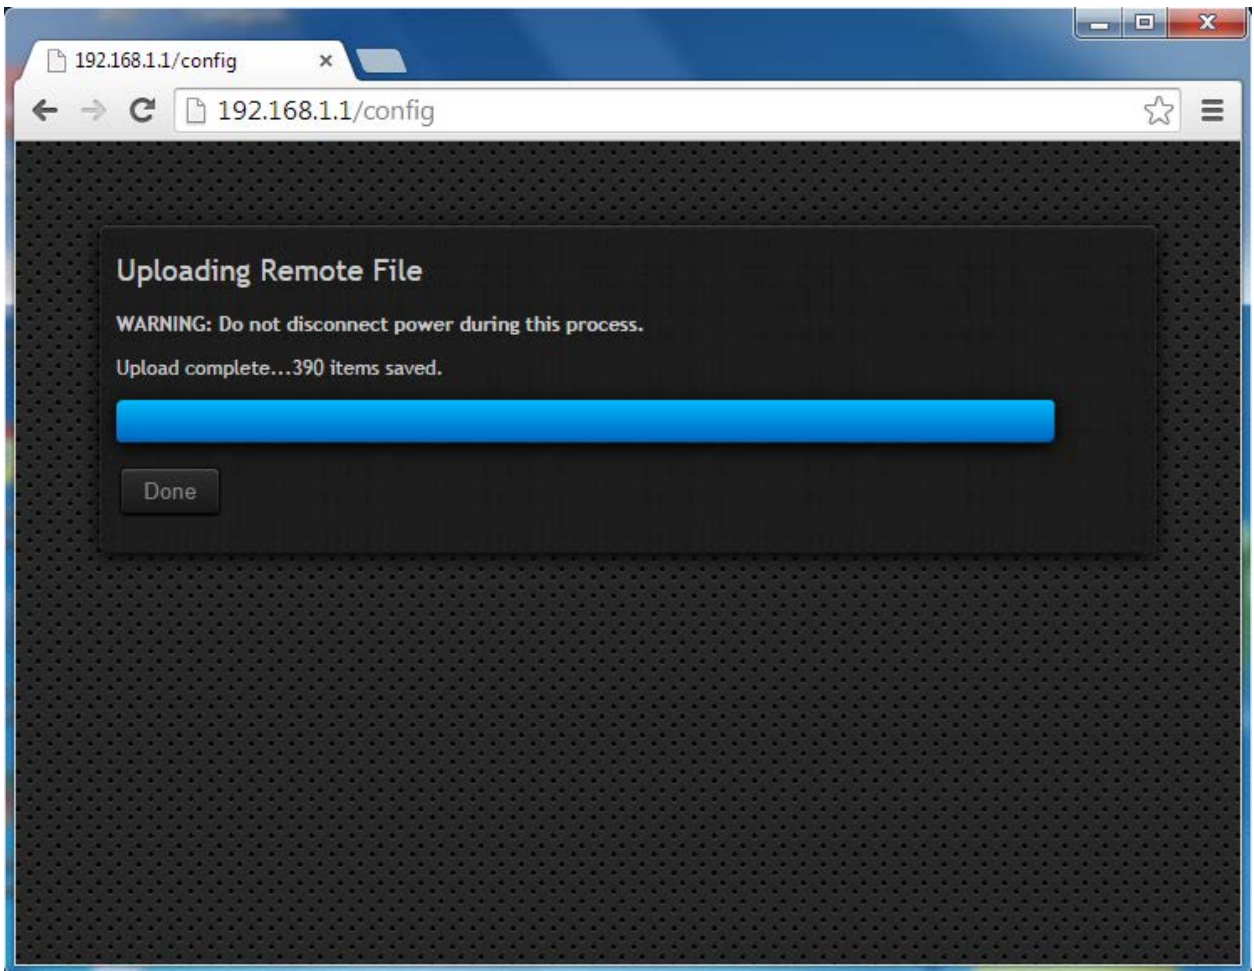 192.168.1.1/config
192.168.1.1/config
Uploading Remote File
WARNING: Do not disconnect power during this process.
Upload complete...390 items saved.
Done